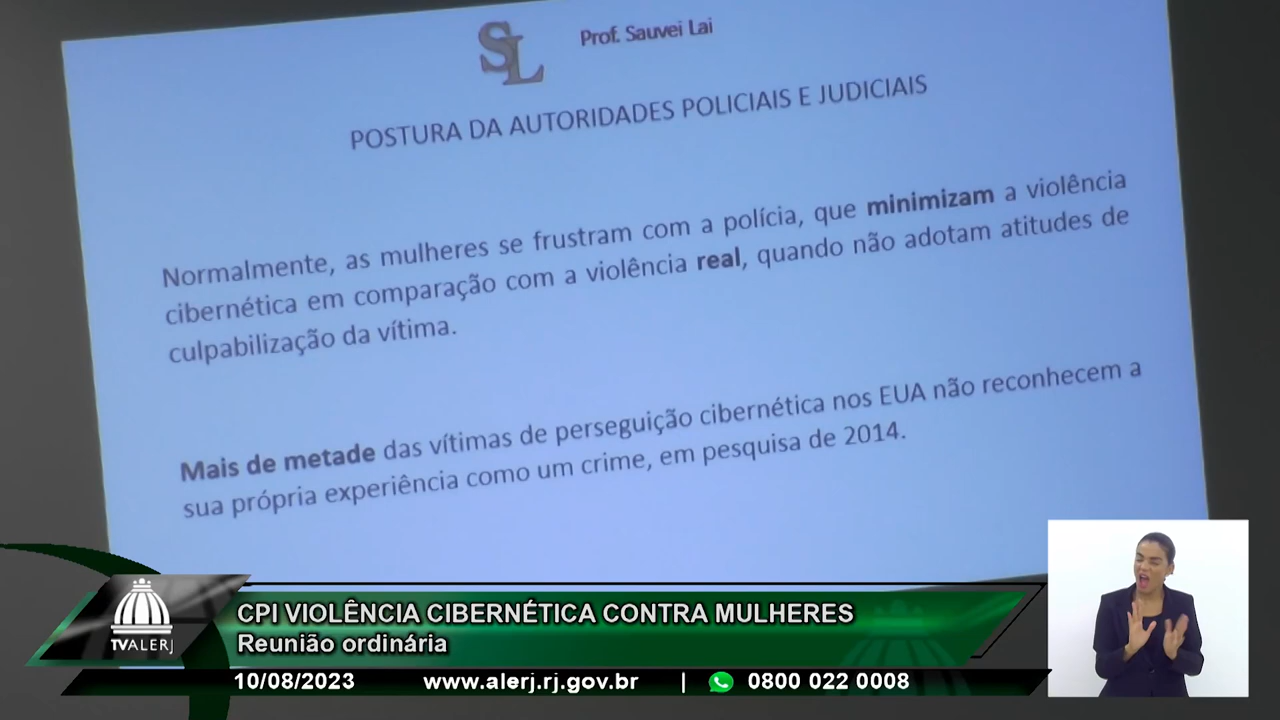 SL
Prof. Sauvei Lai
POSTURA DA AUTORIDADES POLICIAIS E JUDICIAIS
Normalmente, as mulheres se frustram com a polícia, que minimizam a violência
cibernética em comparação com a violência real, quando não adotam atitudes de
culpabilização da vítima.
Mais de metade das vítimas de perseguição cibernética nos EUA não reconhecem a
sua própria experiência como um crime, em pesquisa de 2014.
CPI VIOLÊNCIA CIBERNÉTICA CONTRA MULHERES
Reunião ordinária
TVALERJ
10/08/2023 www.alerj.rj.gov.br | 0800 022 0008